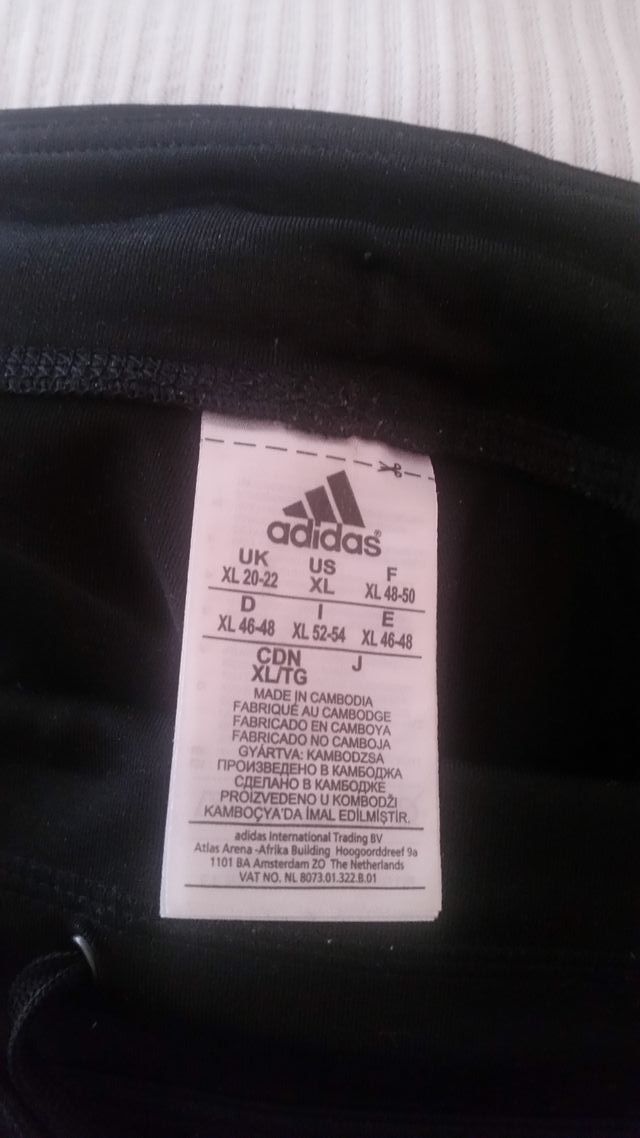 adidas®
UK US F
XL 20-22 XL XL 48-50
D I E
XL 46-48 XL 52-54 XL 46-48
CDN J
XL/TG
MADE IN CAMBODIA
FABRIQUÉ AU CAMBODGE
FABRICADO EN CAMBOYA
FABRICADO NO CAMBOJA
GYÁRTVA: KAMBODZSA
ПРОИЗВЕДЕНО В КАМБОДЖА
СДЕЛАНО В КАМБОДЖЕ
PROIZVEDENO U KOMBODŽI
KAMBOÇYA'DA İMAL EDİLMİŞTİR.
adidas International Trading BV
Atlas Arena -Afrika Building Hoogoorddreef 9a
1101 BA Amsterdam ZO The Netherlands
VAT NO. NL 8073.01.322.B.01